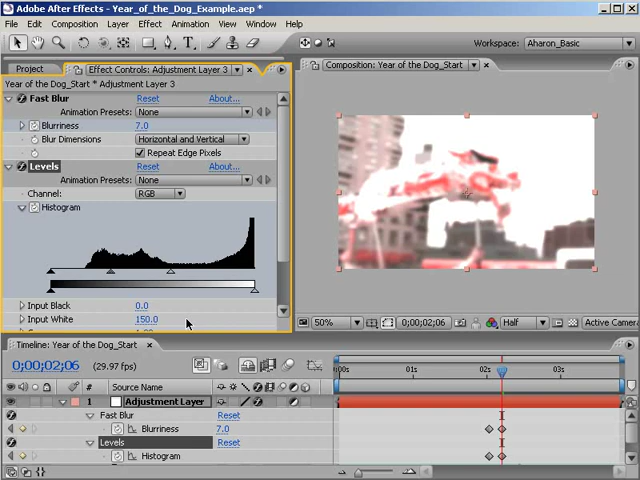 Adobe After Effects - Year_of_the_Dog_Example.aep *
File Edit Composition Layer Effect Animation View Window Help
Workspace: Aharon_Basic
Project Effect Controls: Adjustment Layer 3
Composition: Year of the Dog_Start
Year of the Dog_Start * Adjustment Layer 3
Fast Blur Reset About...
Animation Presets: None
Blurriness 7.0
Blur Dimensions Horizontal and Vertical
Repeat Edge Pixels
Levels Reset About...
Animation Presets: None
Channel: RGB
Histogram
Input Black 0.0
Input White 150.0
50% 0;00;02;06 Half Active Camera
Timeline: Year of the Dog_Start
0;00;02;06 (29.97 fps)
:00s 01s 02s 03s
# Source Name
1 Adjustment Layer
Fast Blur Reset
Blurriness 7.0
Levels Reset
Histogram